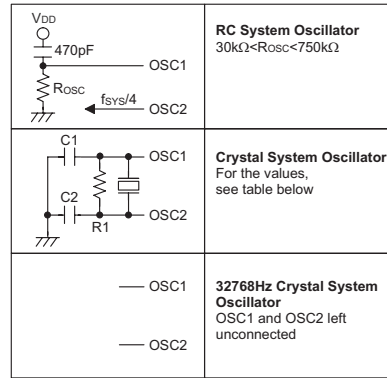 VDD
470pF
OSC1
ROSC
fSYS/4
OSC2
RC System Oscillator
30kΩ<ROSC<750kΩ
C1
OSC1
C2
OSC2
R1
Crystal System Oscillator
For the values,
see table below
OSC1
OSC2
32768Hz Crystal System
Oscillator
OSC1 and OSC2 left
unconnected